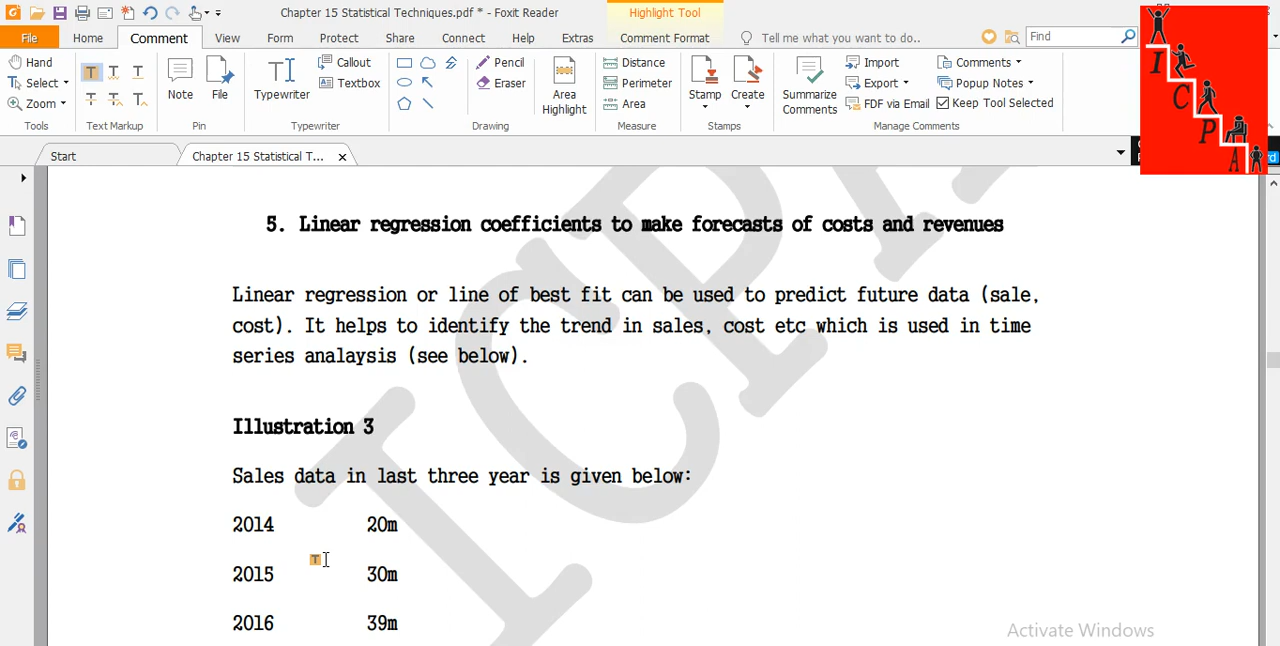 Chapter 15 Statistical Techniques.pdf * - Foxit Reader
Highlight Tool
File
Home
Comment
View
Form
Protect
Share
Connect
Help
Extras
Comment Format
Tell me what you want to do..
Find
Hand
Select
Zoom
Tools
Text Markup
Note
File
Pin
Typewriter
Callout
Textbox
Typewriter
Pencil
Eraser
Drawing
Area Highlight
Distance
Perimeter
Area
Measure
Stamp
Create
Stamps
Summarize Comments
Import
Export
FDF via Email
Comments
Popup Notes
Keep Tool Selected
Manage Comments
I
C
P
A
Start
Chapter 15 Statistical T...
ICPA
5. Linear regression coefficients to make forecasts of costs and revenues
Linear regression or line of best fit can be used to predict future data (sale,
cost). It helps to identify the trend in sales, cost etc which is used in time
series analaysis (see below).
Illustration 3
Sales data in last three year is given below:
2014 20m
2015 30m
2016 39m
Activate Windows